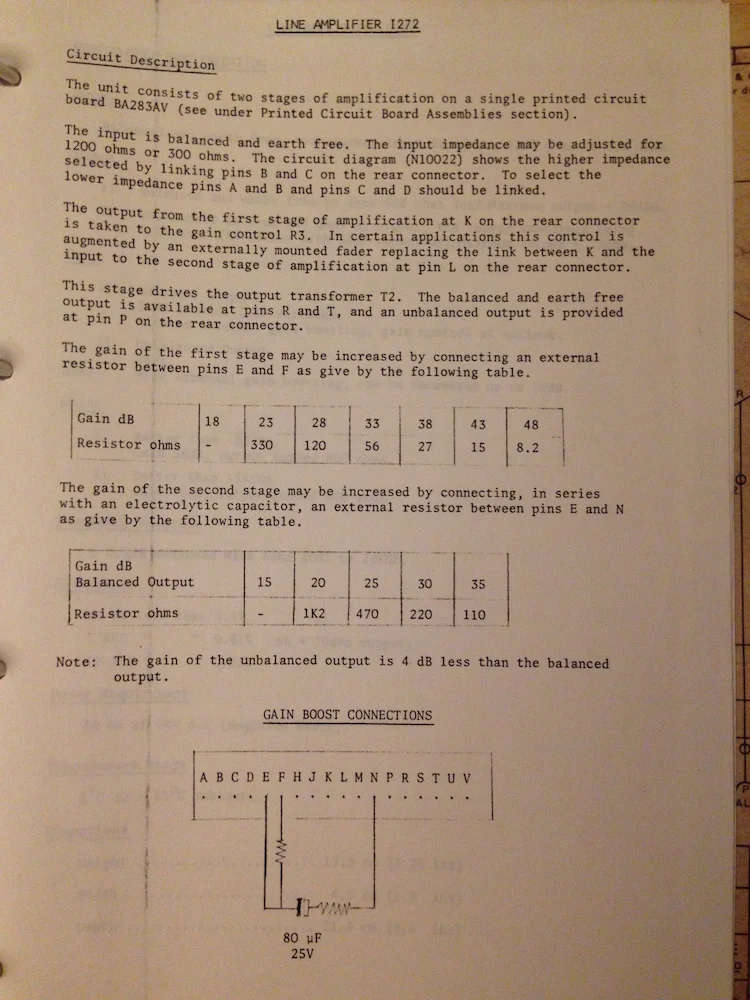 LINE AMPLIFIER 1272
Circuit Description
The unit consists of two stages of amplification on a single printed circuit
board BA283AV (see under Printed Circuit Board Assemblies section).
The input is balanced and earth free. The input impedance may be adjusted for
1200 ohms or 300 ohms. The circuit diagram (N10022) shows the higher impedance
selected by linking pins B and C on the rear connector. To select the
lower impedance pins A and B and pins C and D should be linked.
The output from the first stage of amplification at K on the rear connector
is taken to the gain control R3. In certain applications this control is
augmented by an externally mounted fader replacing the link between K and the
input to the second stage of amplification at pin L on the rear connector.
This stage drives the output transformer T2. The balanced and earth free
output is available at pins R and T, and an unbalanced output is provided
at pin P on the rear connector.
The gain of the first stage may be increased by connecting an external
resistor between pins E and F as give by the following table.
Gain dB 18 23 28 33 38 43 48
Resistor ohms - 330 120 56 27 15 8.2
The gain of the second stage may be increased by connecting, in series
with an electrolytic capacitor, an external resistor between pins E and N
as give by the following table.
Gain dB
Balanced Output 15 20 25 30 35
Resistor ohms - 1K2 470 220 110
Note: The gain of the unbalanced output is 4 dB less than the balanced
output.
GAIN BOOST CONNECTIONS
A B C D E F H J K L M N P R S T U V
80 µF
25V